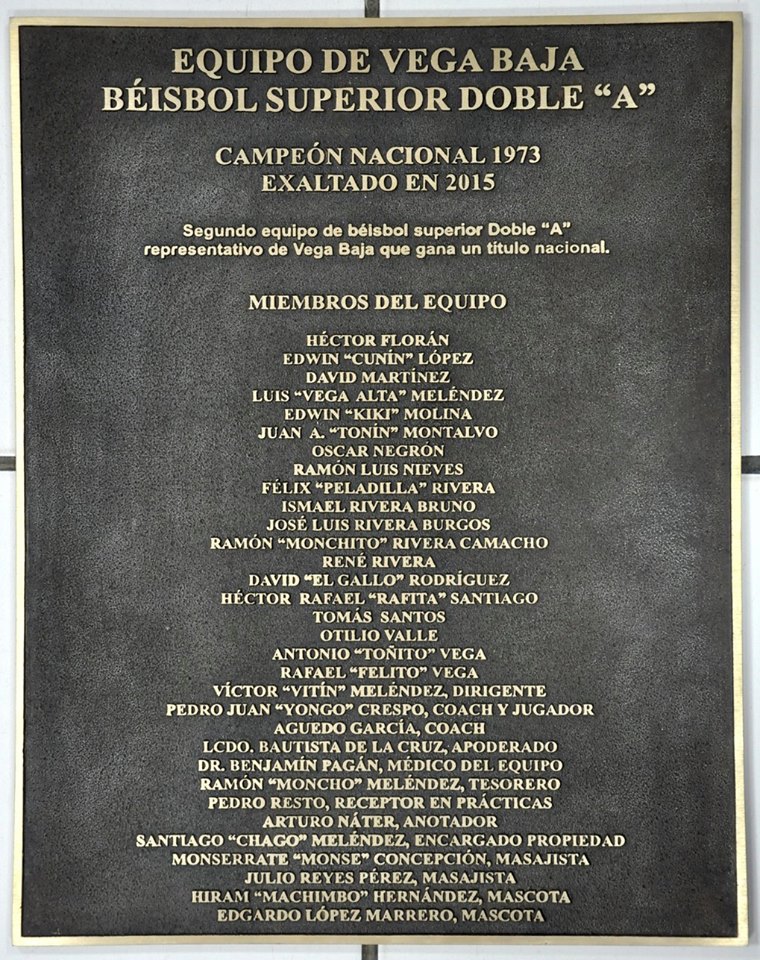 EQUIPO DE VEGA BAJA
BÉISBOL SUPERIOR DOBLE “A”
CAMPEÓN NACIONAL 1973
EXALTADO EN 2015
Segundo equipo de béisbol superior Doble “A”
representativo de Vega Baja que gana un título nacional.
MIEMBROS DEL EQUIPO
HÉCTOR FLORÁN
EDWIN “CUNÍN” LÓPEZ
DAVID MARTÍNEZ
LUIS “VEGA ALTA” MELÉNDEZ
EDWIN “KIKI” MOLINA
JUAN A. “TONÍN” MONTALVO
OSCAR NEGRÓN
RAMÓN LUIS NIEVES
FÉLIX “PELADILLA” RIVERA
ISMAEL RIVERA BRUNO
JOSÉ LUIS RIVERA BURGOS
RAMÓN “MONCHITO” RIVERA CAMACHO
RENÉ RIVERA
DAVID “EL GALLO” RODRÍGUEZ
HÉCTOR RAFAEL “RAFITA” SANTIAGO
TOMÁS SANTOS
OTILIO VALLE
ANTONIO “TOÑITO” VEGA
RAFAEL “FELITO” VEGA
VÍCTOR “VITÍN” MELÉNDEZ, DIRIGENTE
PEDRO JUAN “YONGO” CRESPO, COACH Y JUGADOR
AGUEDO GARCÍA, COACH
LCDO. BAUTISTA DE LA CRUZ, APODERADO
DR. BENJAMÍN PAGÁN, MÉDICO DEL EQUIPO
RAMÓN “MONCHO” MELÉNDEZ, TESORERO
PEDRO RESTO, RECEPTOR EN PRÁCTICAS
ARTURO NÁTER, ANOTADOR
SANTIAGO “CHAGO” MELÉNDEZ, ENCARGADO PROPIEDAD
MONSERRATE “MONSE” CONCEPCIÓN, MASAJISTA
JULIO REYES PÉREZ, MASAJISTA
HIRAM “MACHIMBO” HERNÁNDEZ, MASCOTA
EDGARDO LÓPEZ MARRERO, MASCOTA